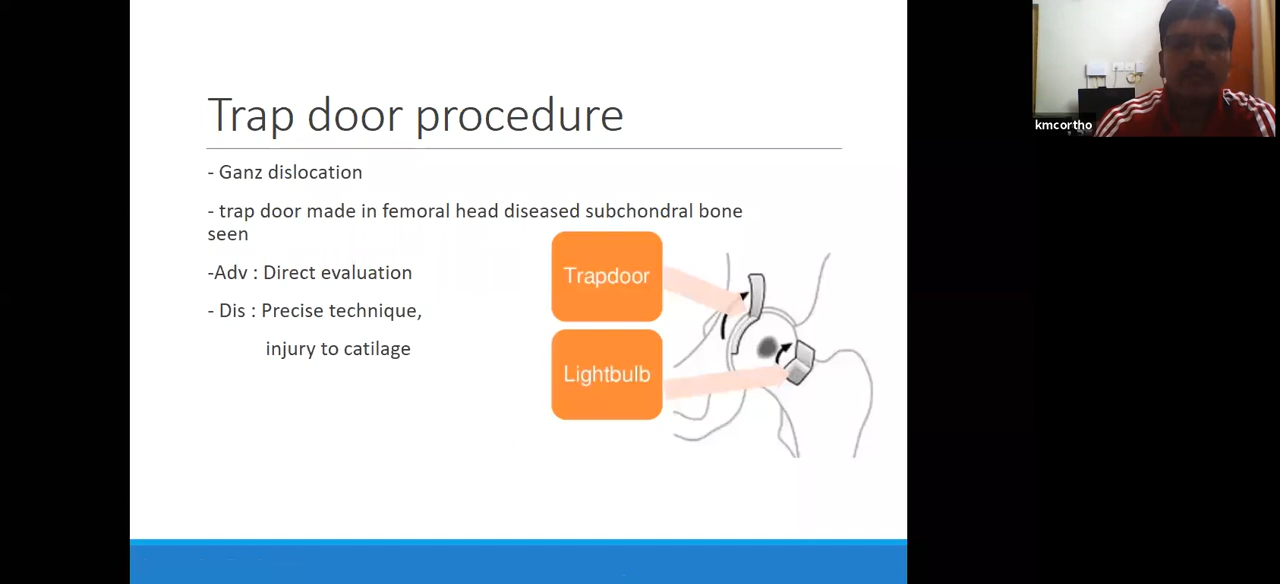 Trap door procedure
- Ganz dislocation
- trap door made in femoral head diseased subchondral bone
seen
-Adv : Direct evaluation
- Dis : Precise technique,
injury to catilage
Trapdoor
Lightbulb
kmcortho